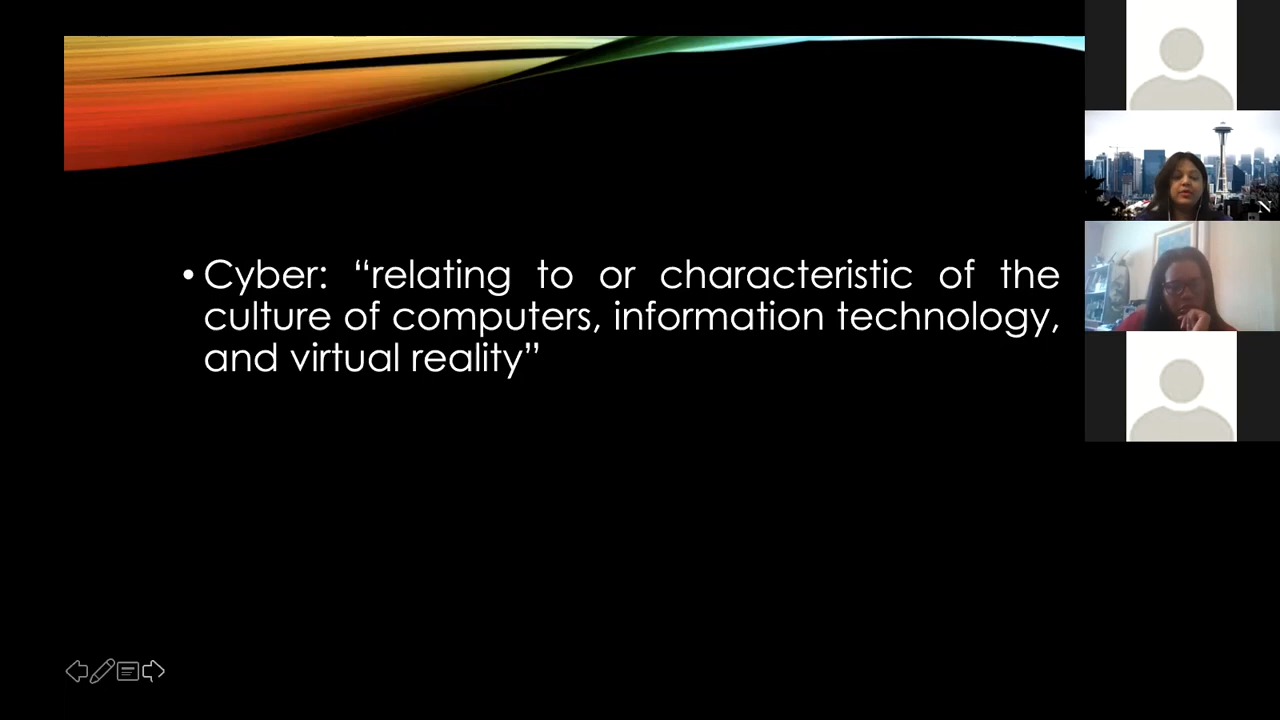 • Cyber: “relating to or characteristic of the
culture of computers, information technology,
and virtual reality”
N